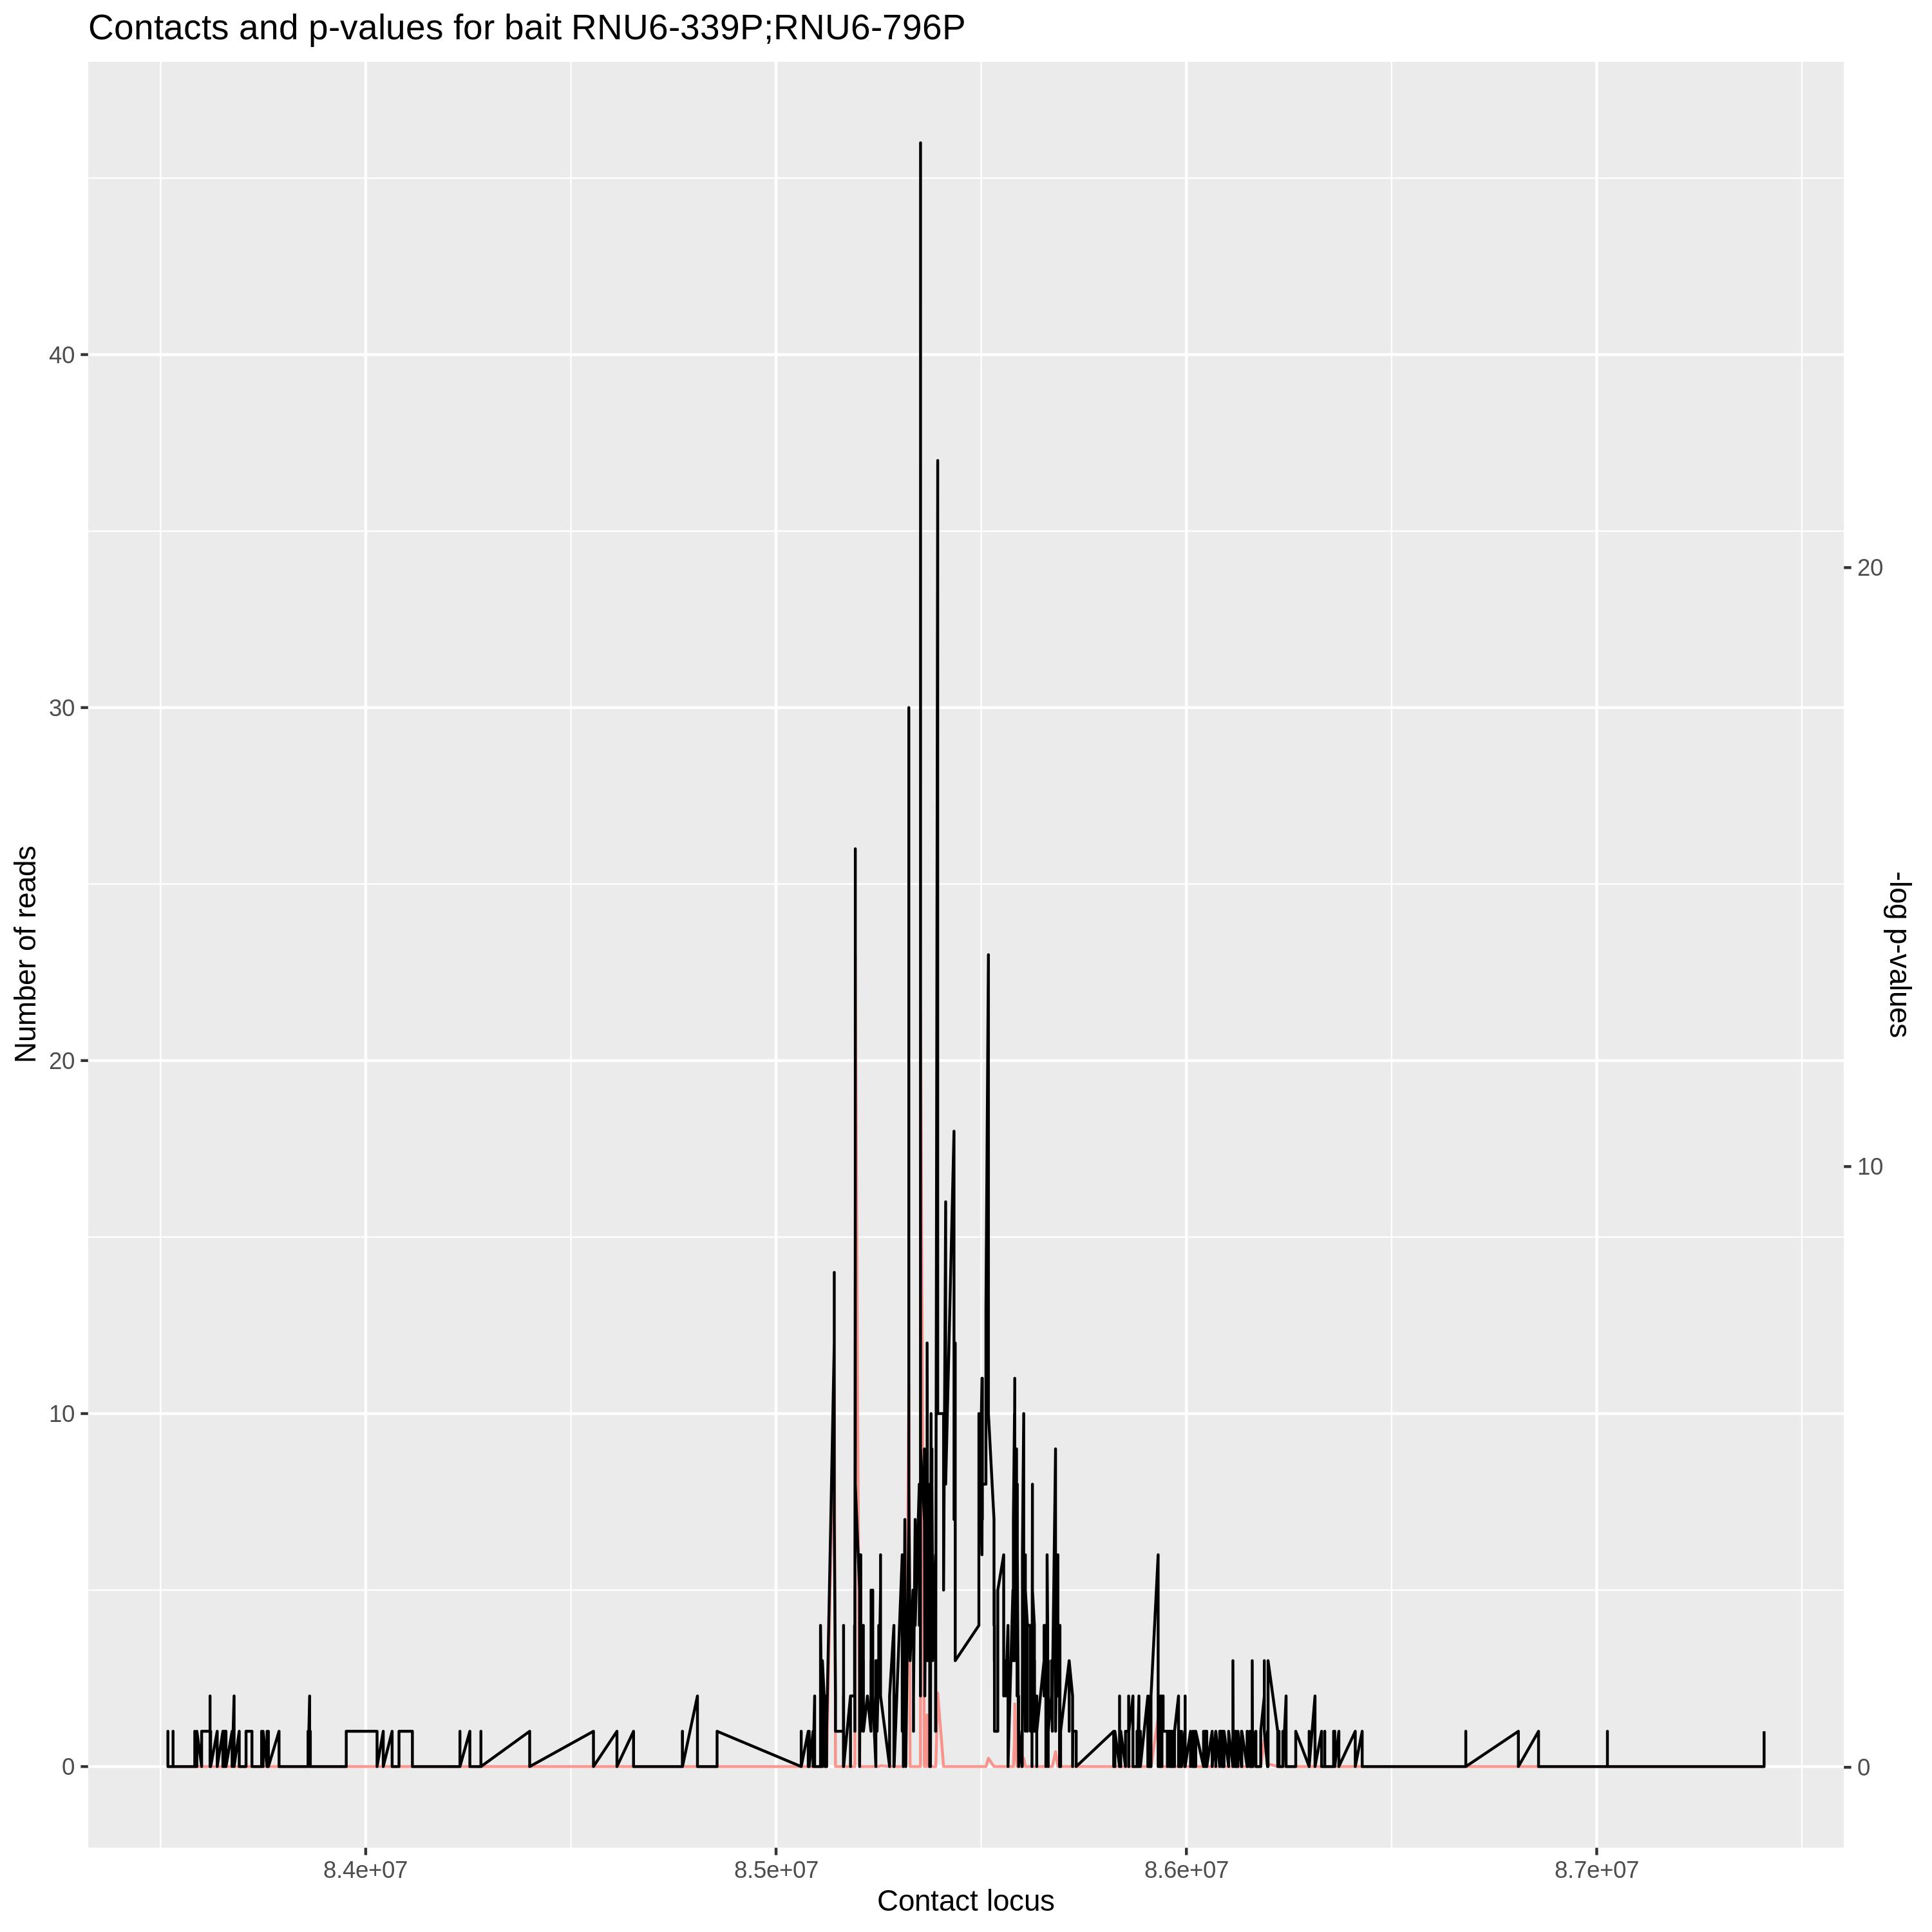 Contacts and p-values for bait RNU6-339P;RNU6-796P
40
30
20
10
0
Number of reads
20
10
0
-log p-values
8.4e+07
8.5e+07
8.6e+07
8.7e+07
Contact locus